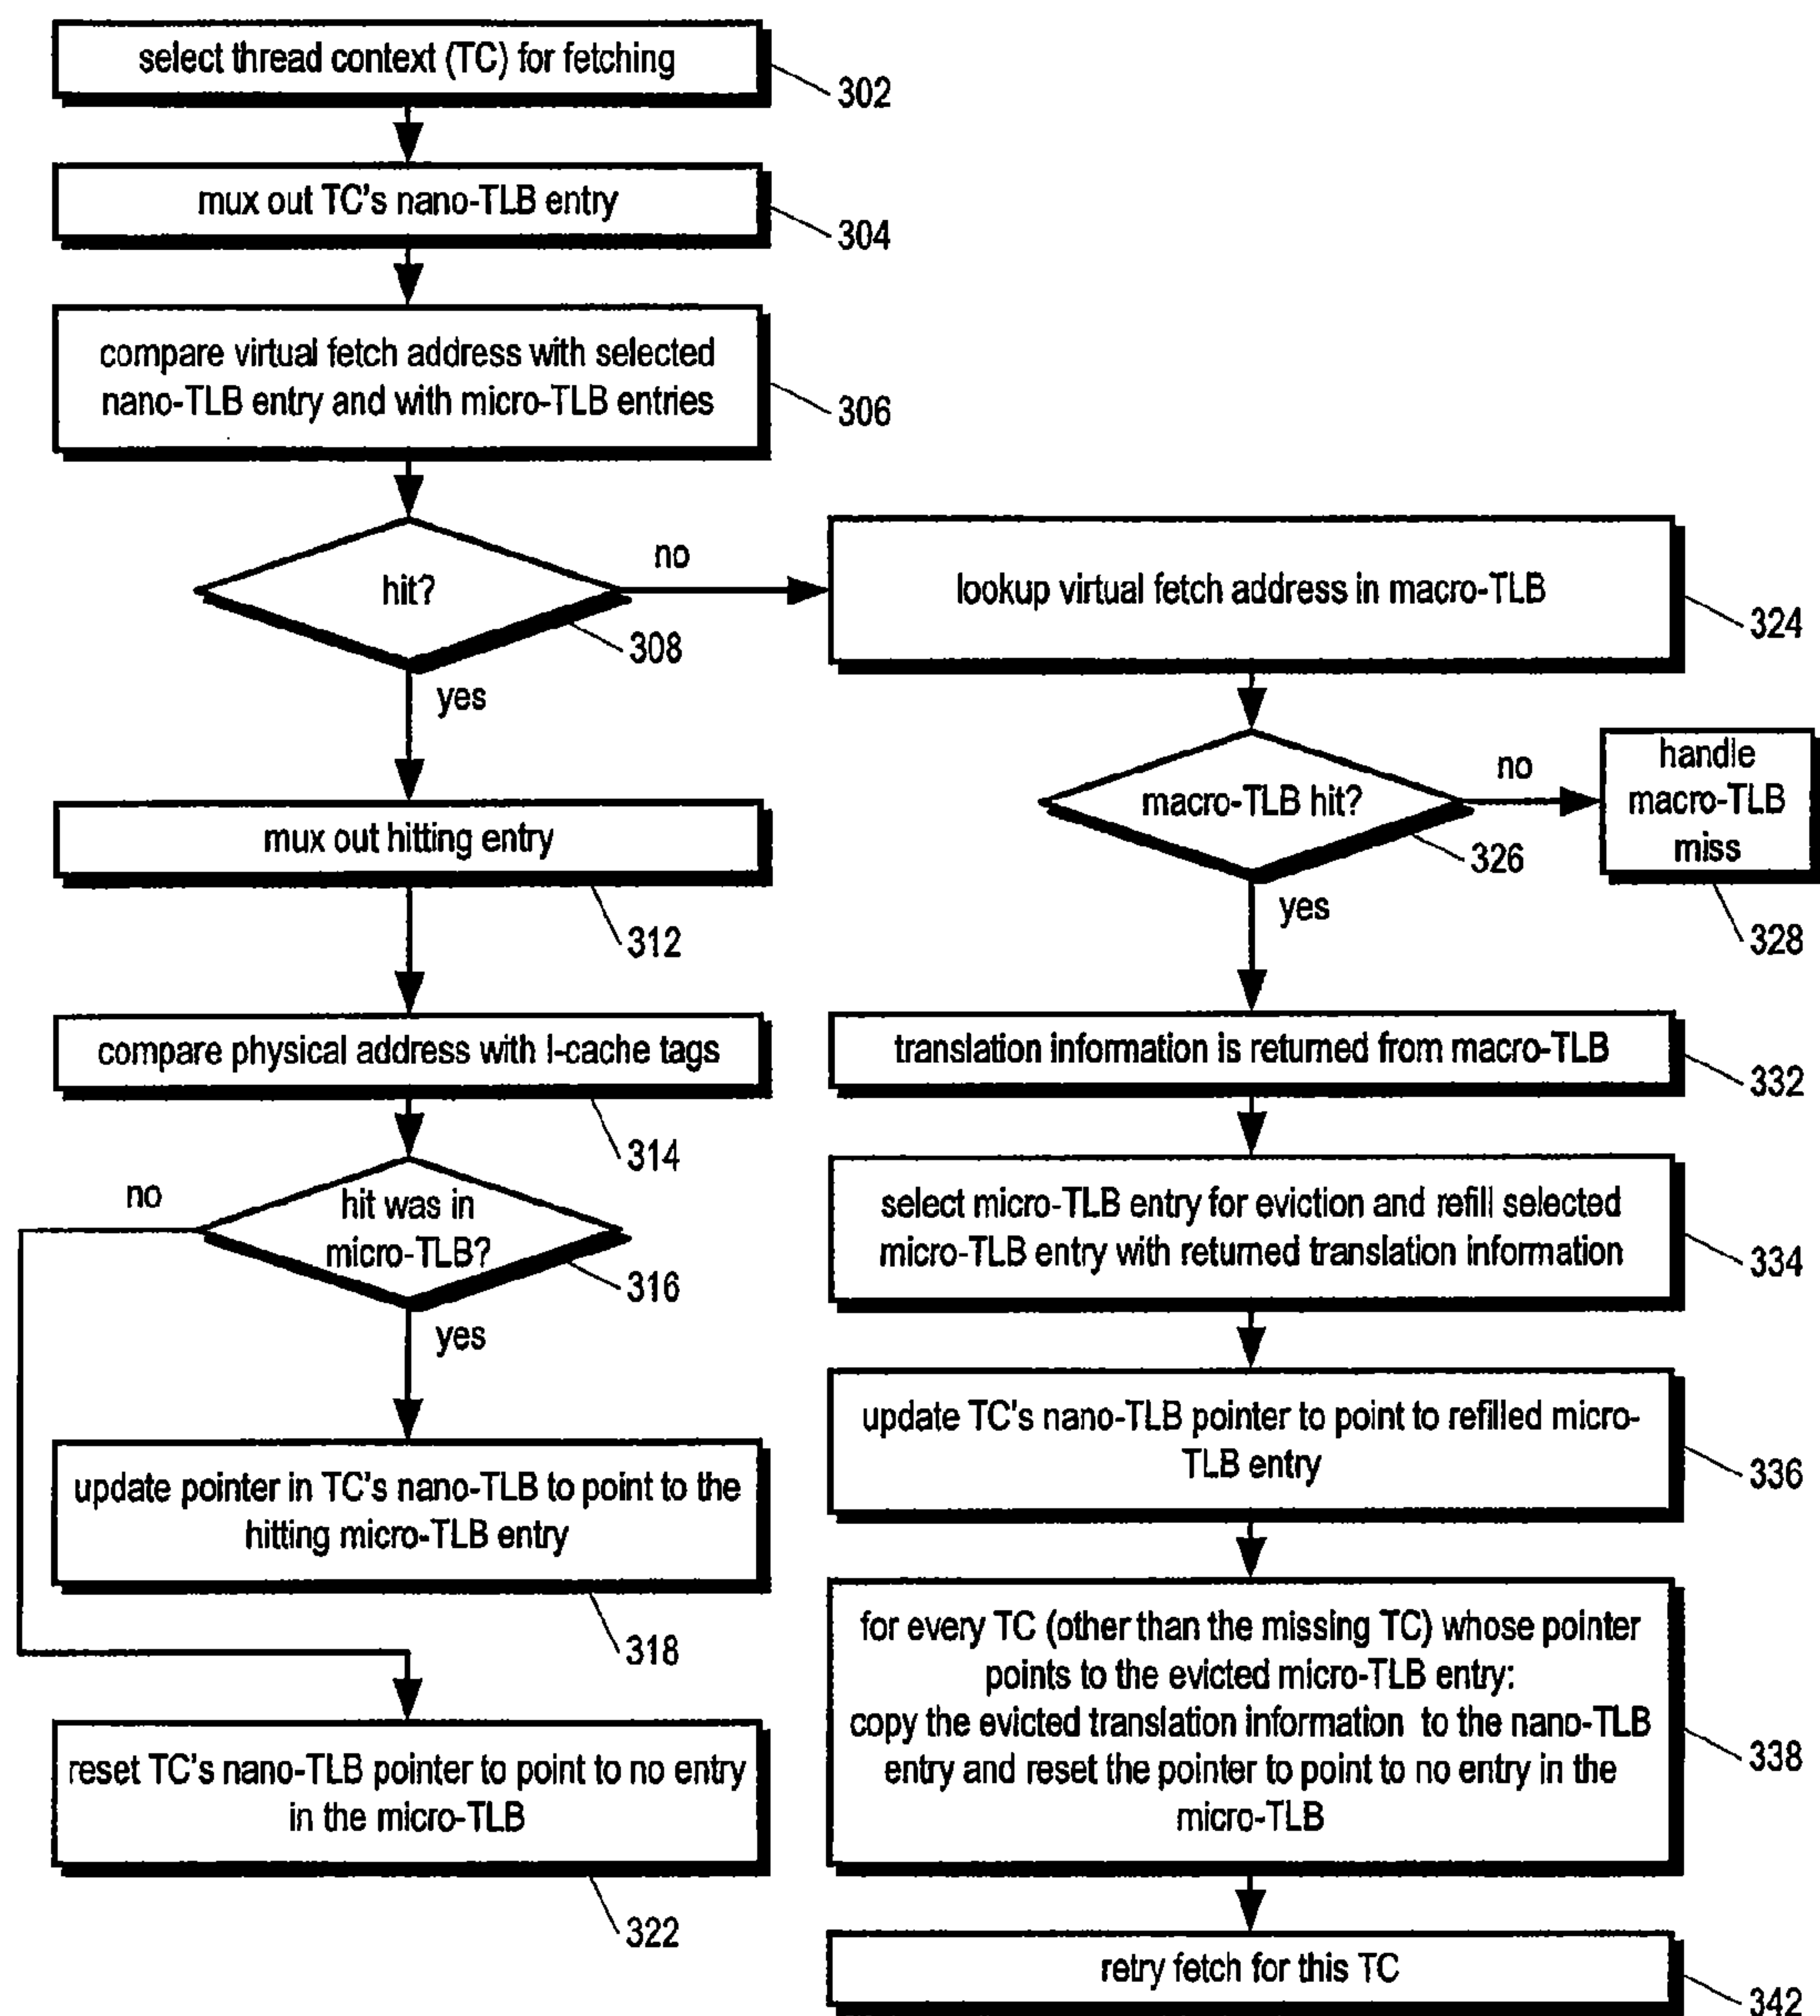 select thread context (TC) for fetching
302
mux out TC's nano-TLB entry
304
compare virtual fetch address with selected
nano-TLB entry and with micro-TLB entries
306
hit?
308
no
yes
lookup virtual fetch address in macro-TLB
324
macro-TLB hit?
326
no
yes
handle
macro-TLB
miss
328
mux out hitting entry
312
compare physical address with I-cache tags
314
hit was in
micro-TLB?
316
no
yes
update pointer in TC's nano-TLB to point to the
hitting micro-TLB entry
318
reset TC's nano-TLB pointer to point to no entry
in the micro-TLB
322
translation information is returned from macro-TLB
332
select micro-TLB entry for eviction and refill selected
micro-TLB entry with returned translation information
334
update TC's nano-TLB pointer to point to refilled micro-
TLB entry
336
for every TC (other than the missing TC) whose pointer
points to the evicted micro-TLB entry:
copy the evicted translation information to the nano-TLB
entry and reset the pointer to point to no entry in the
micro-TLB
338
retry fetch for this TC
342